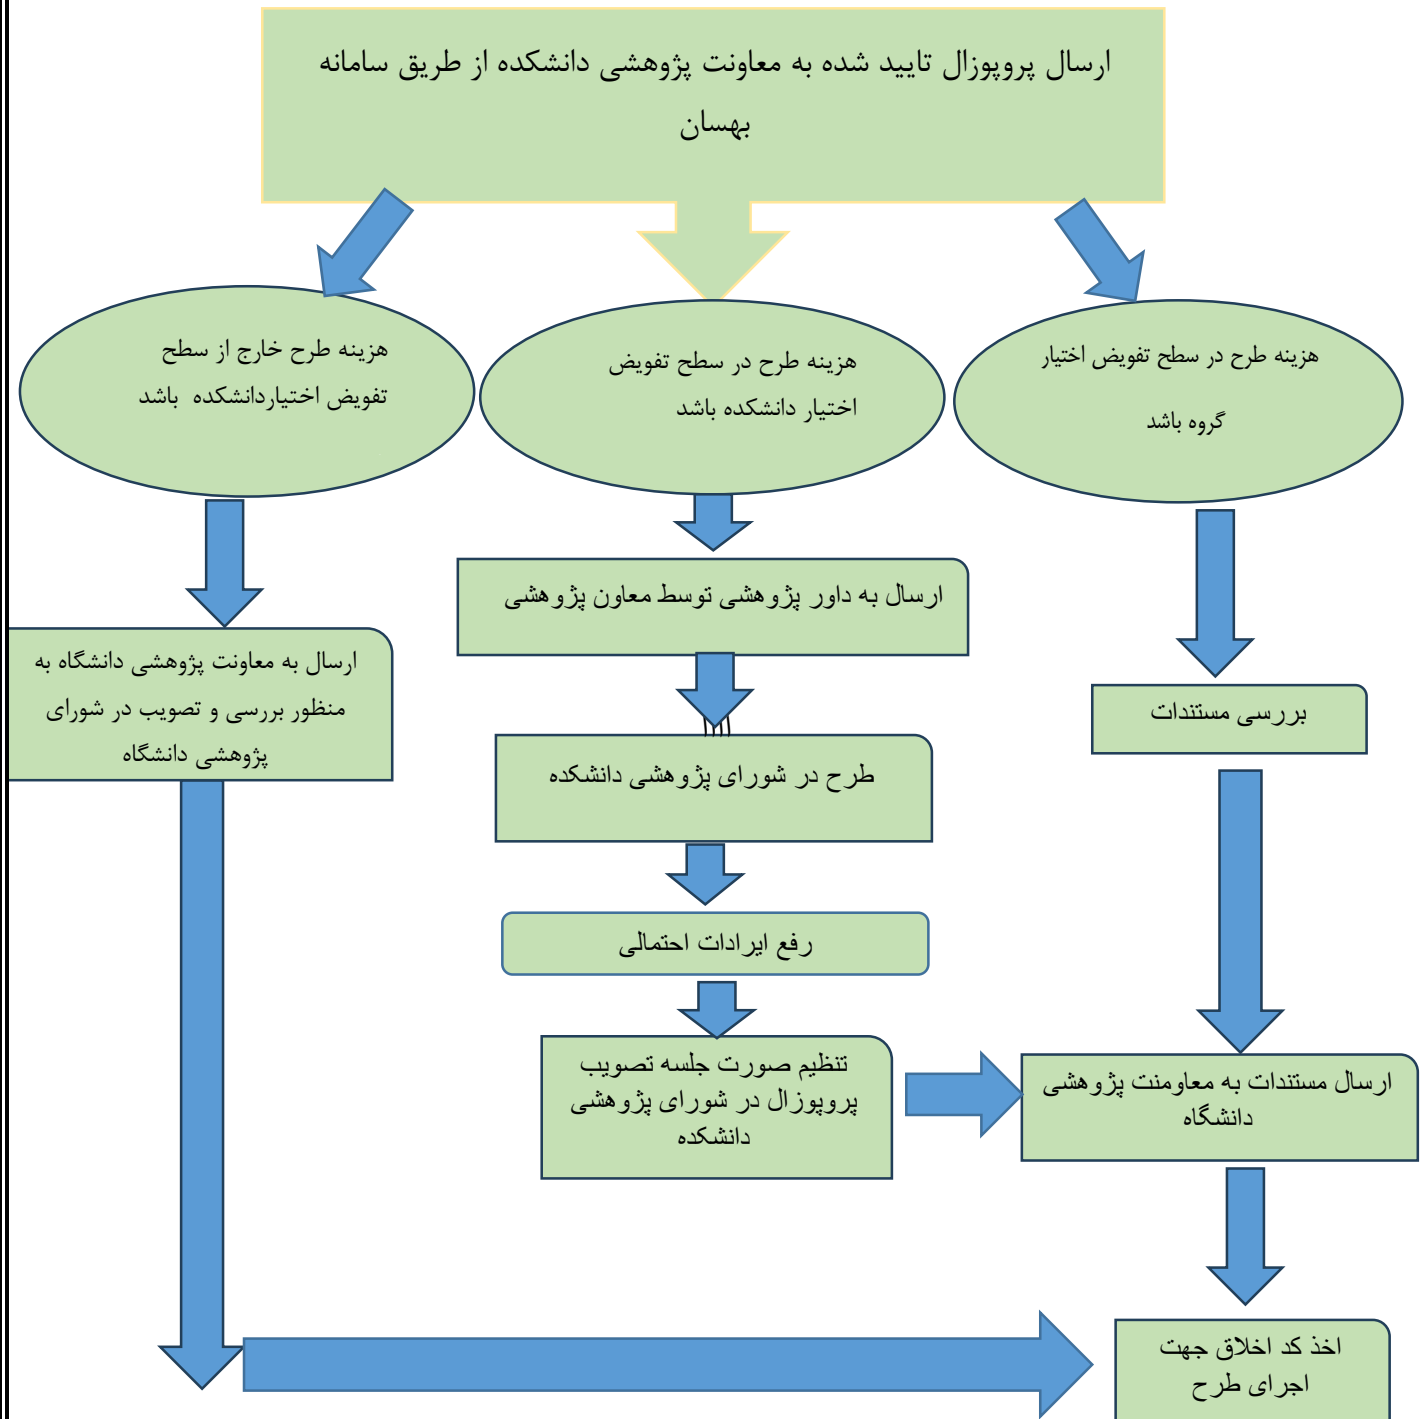 ارسال پروپوزال تایید شده به معاونت پژوهشی دانشکده از طریق سامانه
بهسان
هزینه طرح در سطح تفویض اختیار
گروه باشد
هزینه طرح در سطح تفویض
اختیار دانشکده باشد
هزینه طرح خارج از سطح
تفویض اختیاردانشکده باشد
ارسال به داور پژوهشی توسط معاون پژوهشی
ارسال به معاونت پژوهشی دانشگاه به
منظور بررسی و تصویب در شورای
پژوهشی دانشگاه
بررسی مستندات
طرح در شورای پژوهشی دانشکده
رفع ایرادات احتمالی
تنظیم صورت جلسه تصویب
پروپوزال در شورای پژوهشی
دانشکده
ارسال مستندات به معاومنت پژوهشی
دانشگاه
اخذ کد اخلاق جهت
اجرای طرح